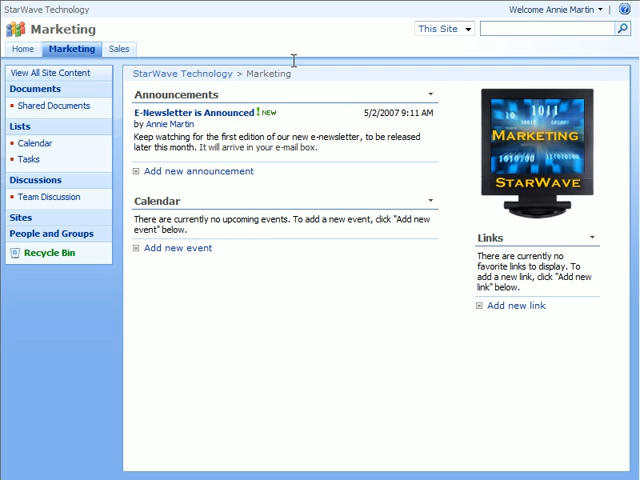 StarWave Technology
Welcome Annie Martin
Marketing
This Site
Home
Marketing
Sales
View All Site Content
Documents
Shared Documents
Lists
Calendar
Tasks
Discussions
Team Discussion
Sites
People and Groups
Recycle Bin
StarWave Technology > Marketing
Announcements
E-Newsletter is Announced ! NEW
5/2/2007 9:11 AM
by Annie Martin
Keep watching for the first edition of our new e-newsletter, to be released
later this month. It will arrive in your e-mail box.
Add new announcement
Calendar
There are currently no upcoming events. To add a new event, click "Add new
event" below.
Add new event
MARKETING
STARWAVE
Links
There are currently no
favorite links to display. To
add a new link, click "Add new
link" below.
Add new link